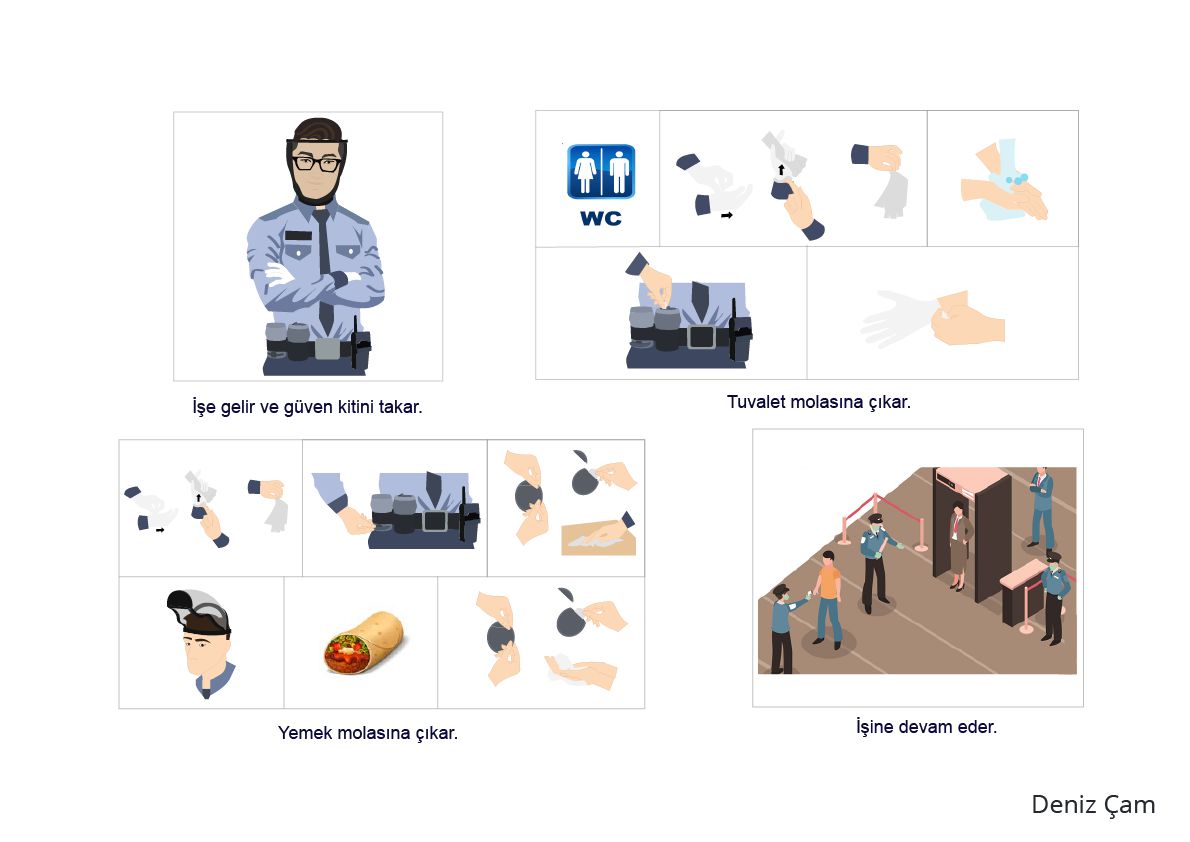 WC
İşe gelir ve güven kitini takar.
Tuvalet molasına çıkar.
Yemek molasına çıkar.
İşine devam eder.
Deniz Çam